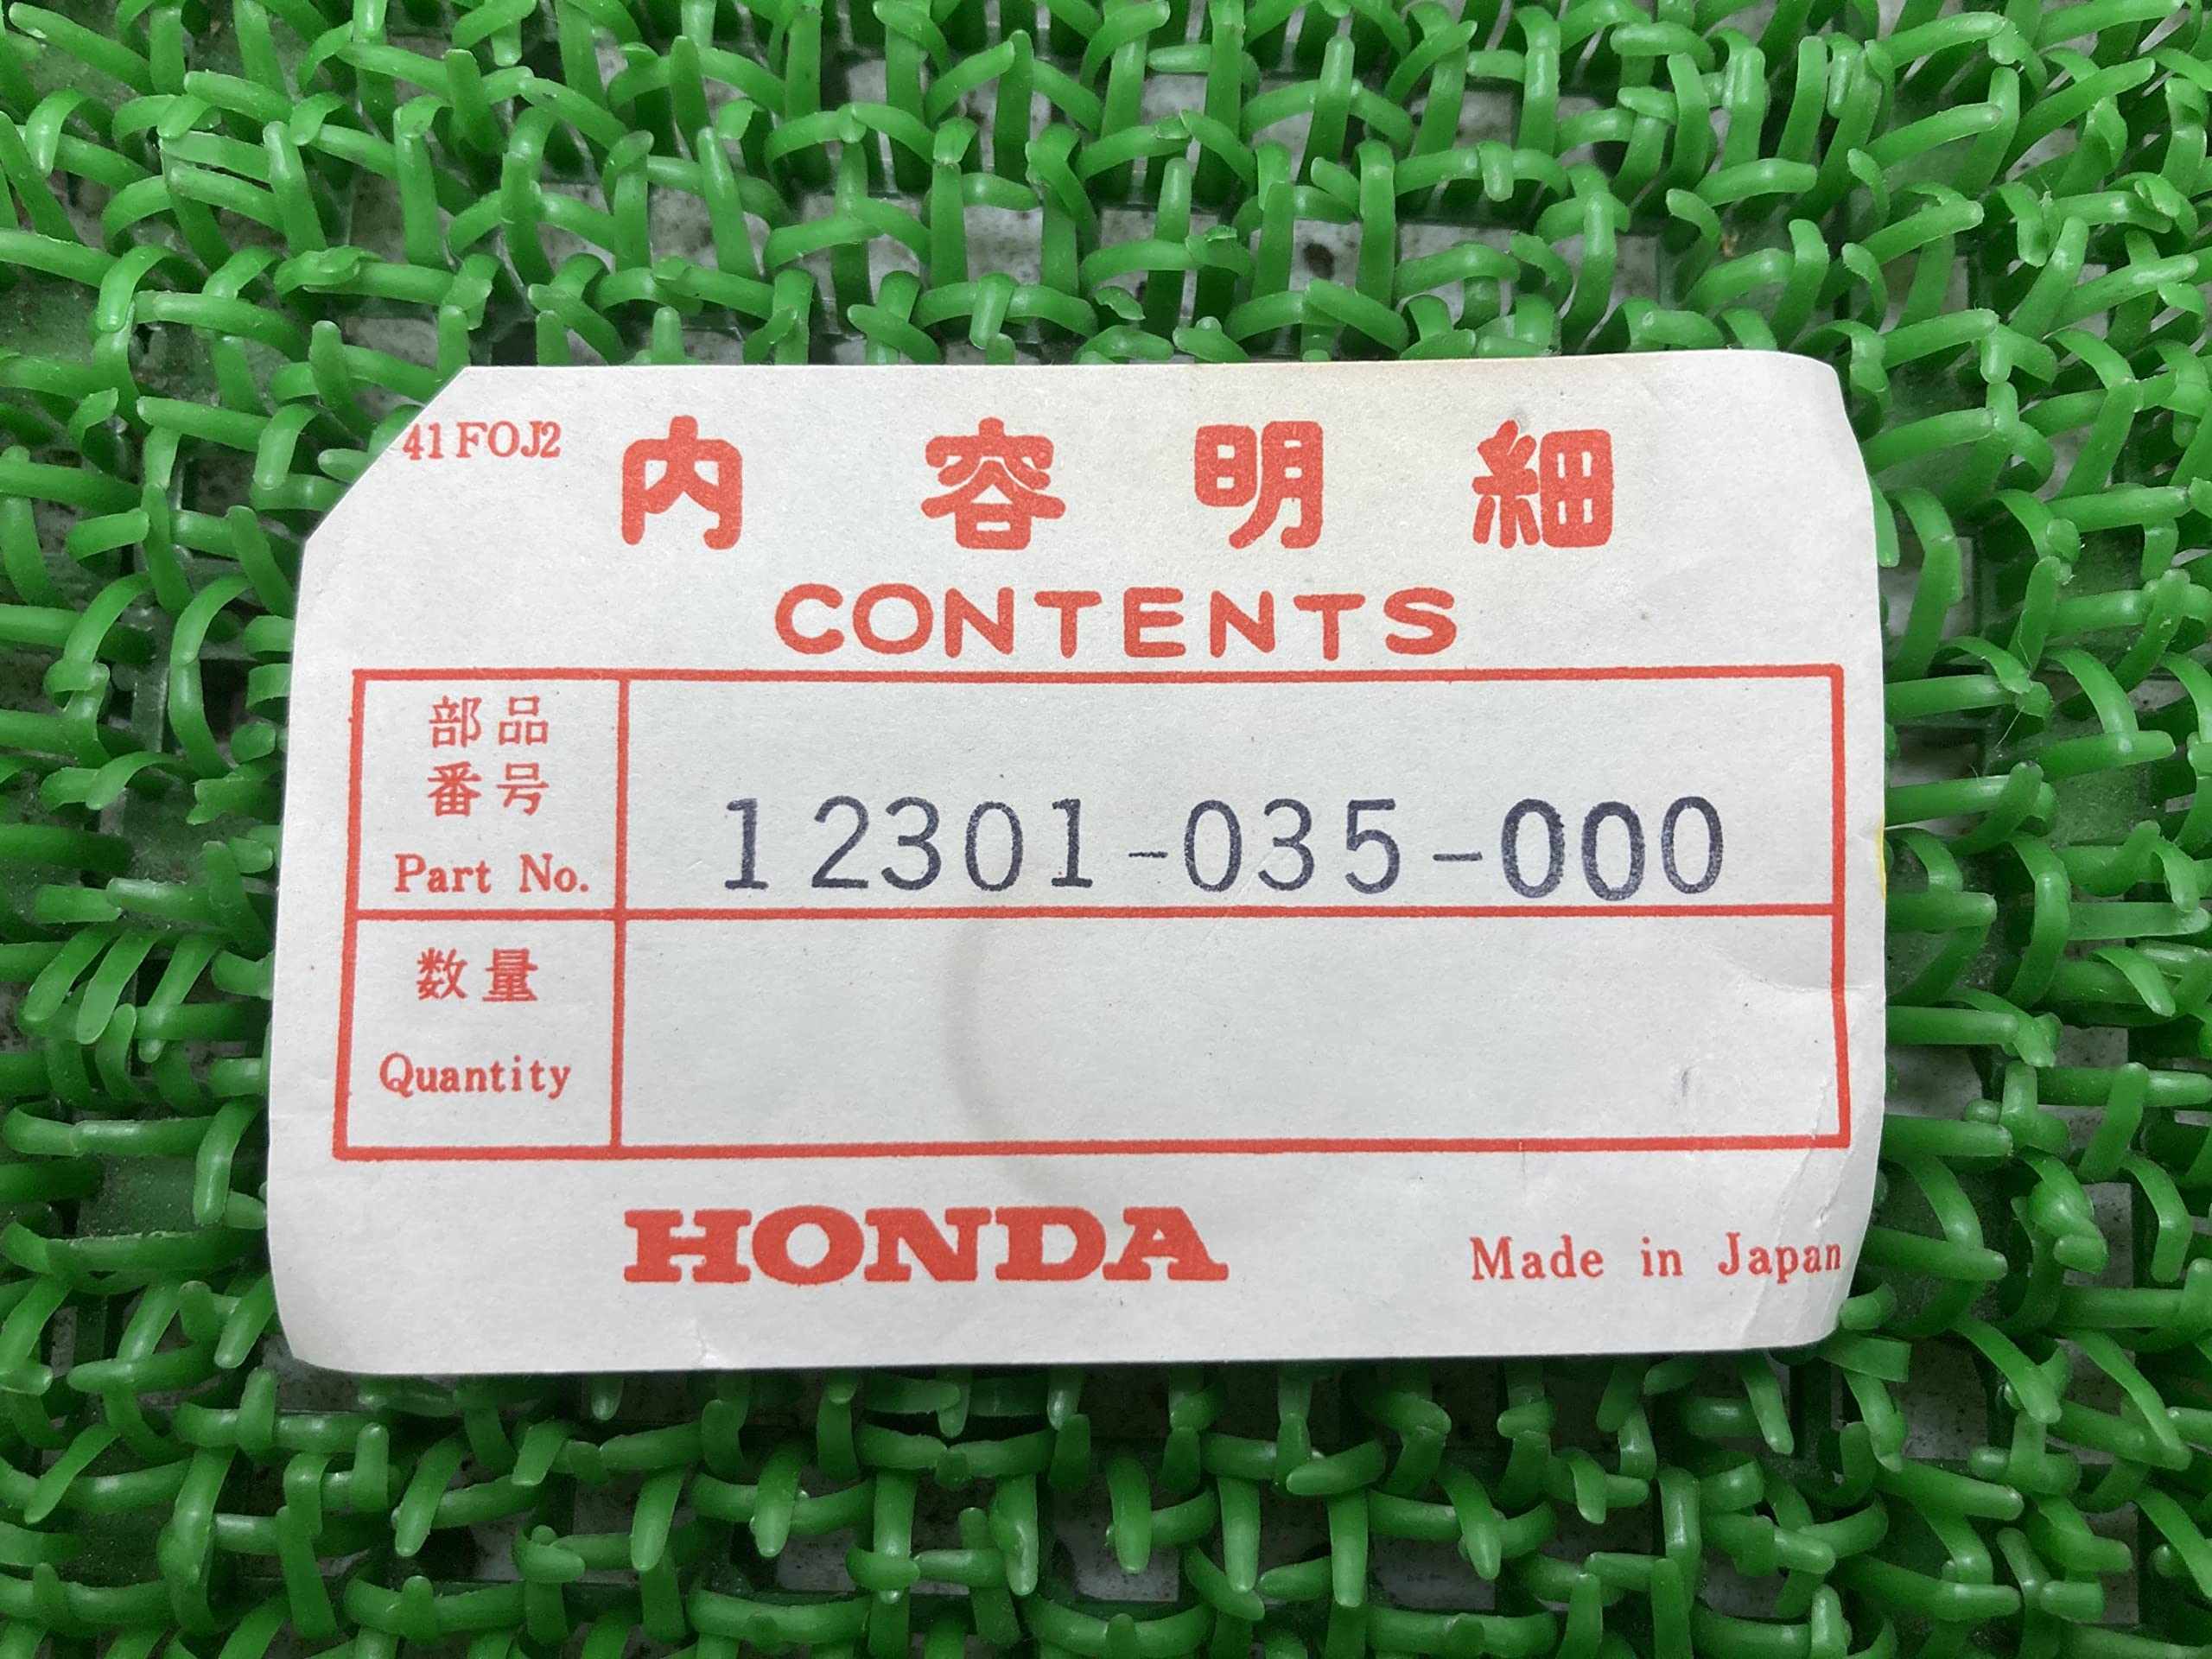 41FOJ2
内容明細
CONTENTS
部品
番号
Part No.
12301-035-000
数量
Quantity
HONDA
Made in Japan